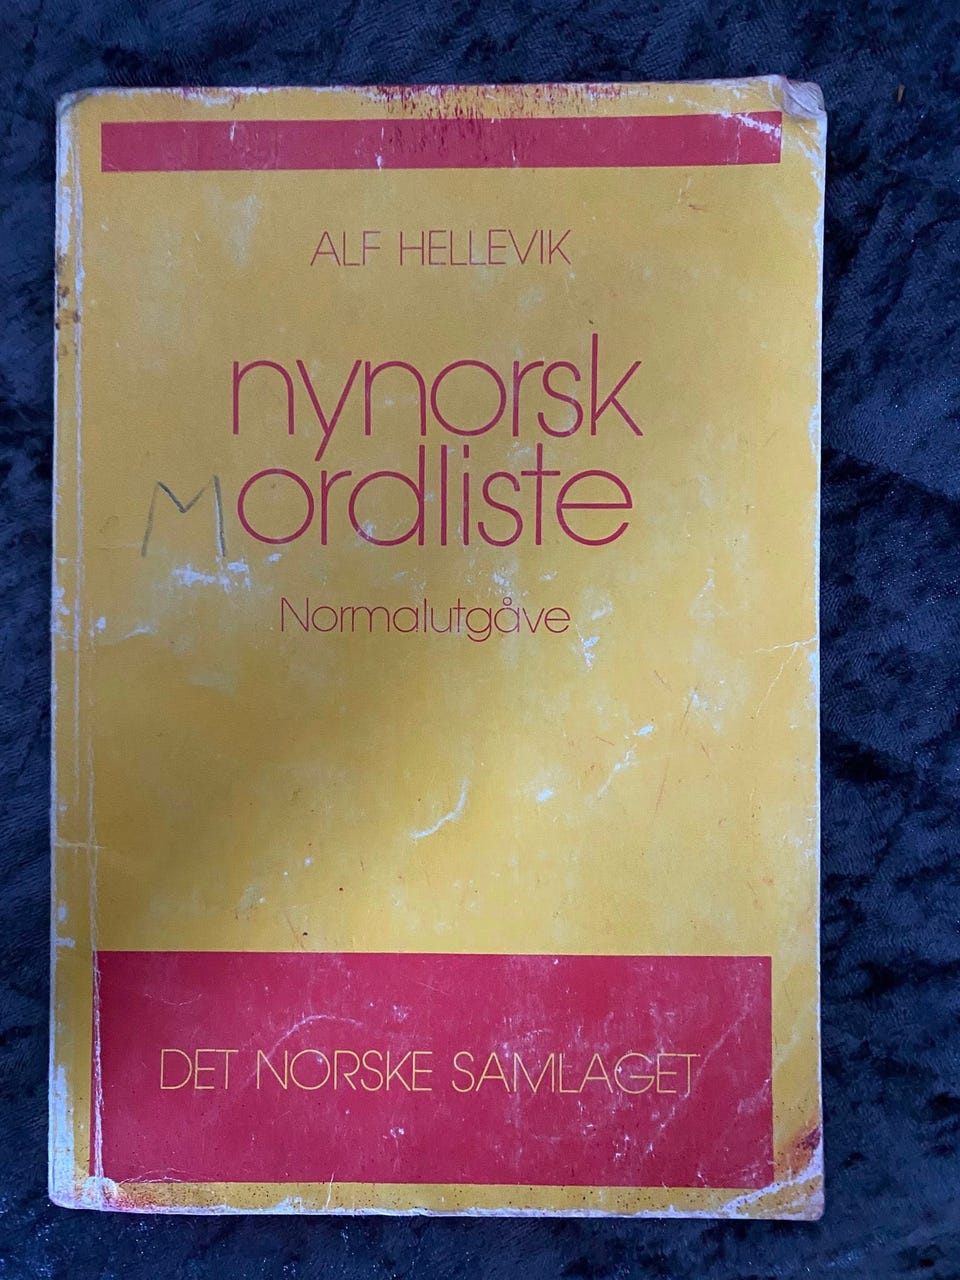 ALF HELLEVIK
nynorsk
Mordliste
Normalutgåve
DET NORSKE SAMLAGET